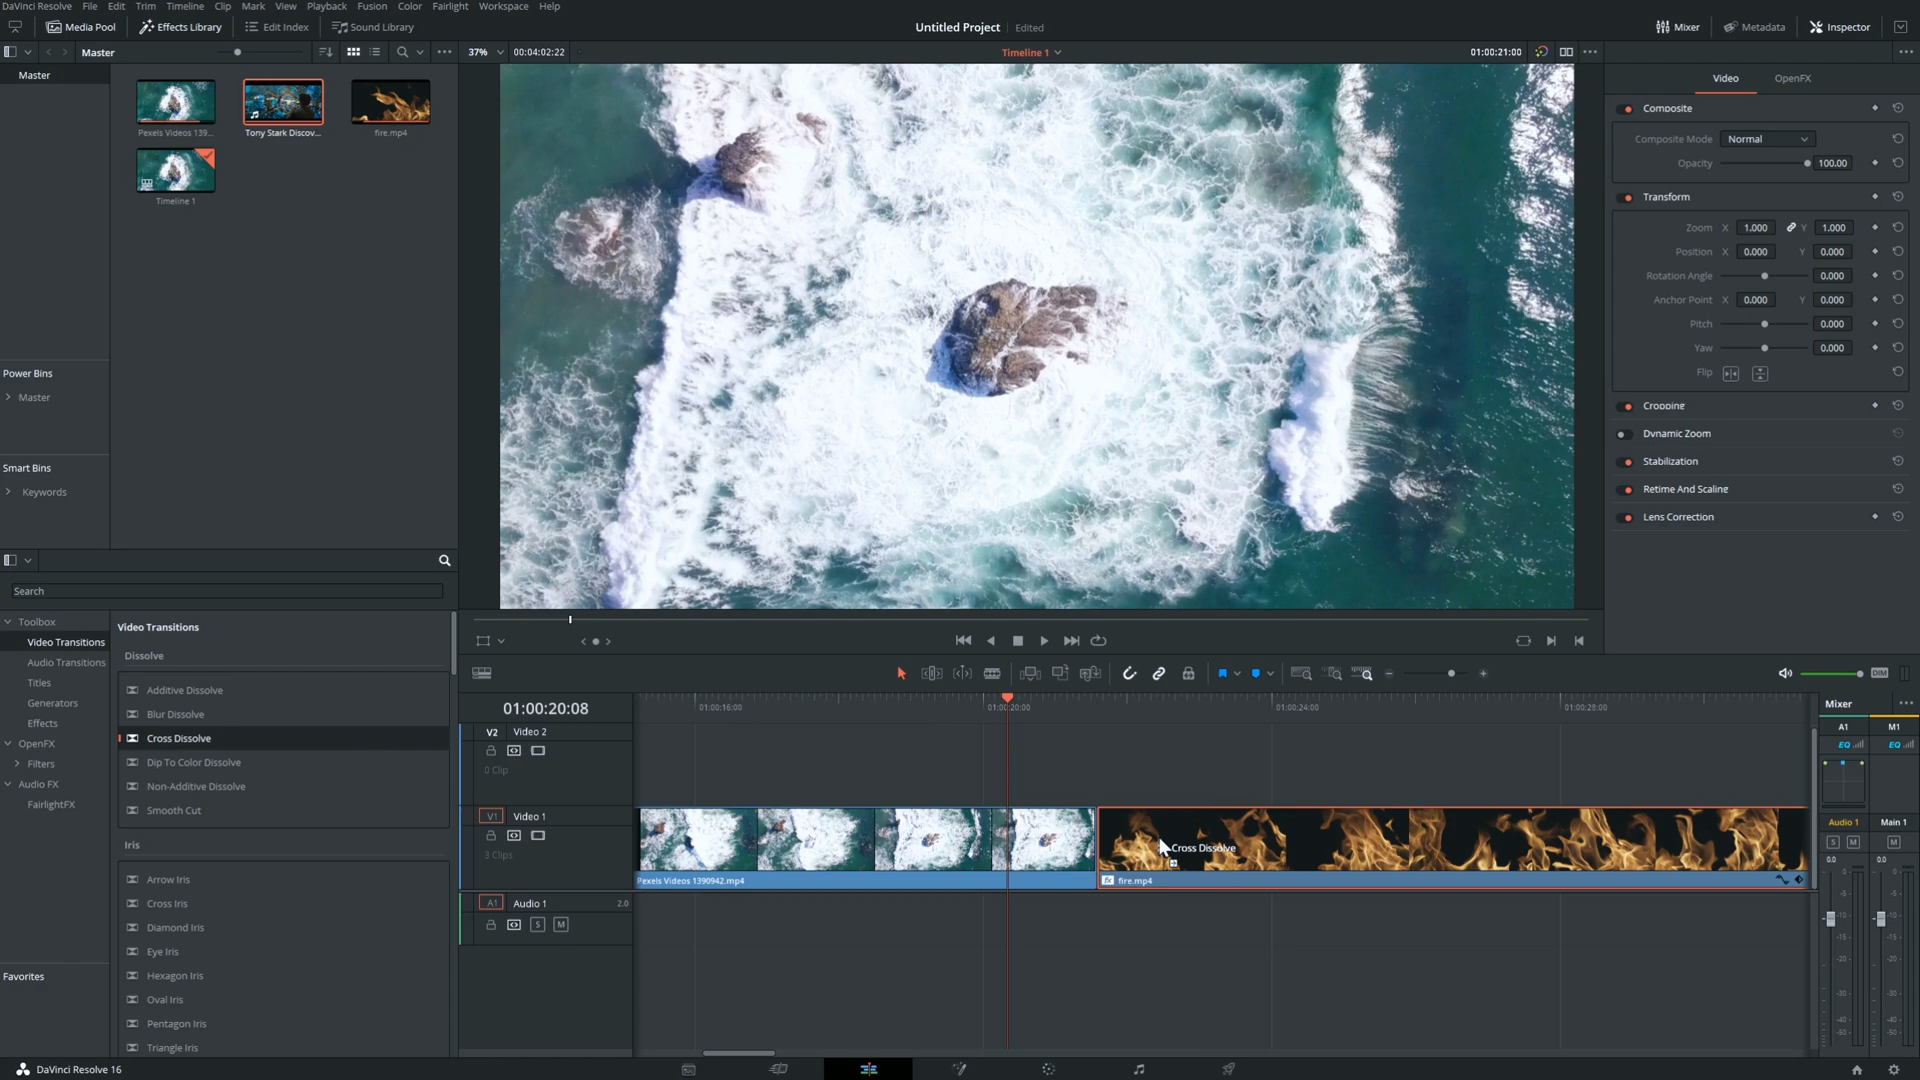 DaVinci Resolve File Edit Trim Timeline Clip Mark View Playback Fusion Color Fairlight Workspace Help
Media Pool Effects Library Edit Index Sound Library Untitled Project Edited Mixer Metadata Inspector
Master 37% 00:04:02:22 Timeline 1 01:00:21:00
Master
Pexels Videos 139... Tony Stark Discov... fire.mp4
Timeline 1
Power Bins
Master
Smart Bins
Keywords
Video OpenFX
Composite
Composite Mode Normal
Opacity 100.00
Transform
Zoom X 1.000 Y 1.000
Position X 0.000 Y 0.000
Rotation Angle 0.000
Anchor Point X 0.000 Y 0.000
Pitch 0.000
Yaw 0.000
Flip
Cropping
Dynamic Zoom
Stabilization
Retime And Scaling
Lens Correction
Search
Toolbox
Video Transitions
Audio Transitions
Titles
Generators
Effects
OpenFX
Filters
Audio FX
FairlightFX
Favorites
Video Transitions
Dissolve
Additive Dissolve
Blur Dissolve
Cross Dissolve
Dip To Color Dissolve
Non-Additive Dissolve
Smooth Cut
Iris
Arrow Iris
Cross Iris
Diamond Iris
Eye Iris
Hexagon Iris
Oval Iris
Pentagon Iris
Triangle Iris
DIM
01:00:20:08 01:00:16:00 01:00:20:00 01:00:24:00 01:00:28:00
V2 Video 2
0 Clip
V1 Video 1
3 Clips
Cross Dissolve
Pexels Videos 1390942.mp4 fire.mp4
A1 Audio 1 2.0
S M
Mixer
A1 M1
EQ EQ
Audio 1 Main 1
S M M
0.0 0.0
DaVinci Resolve 16